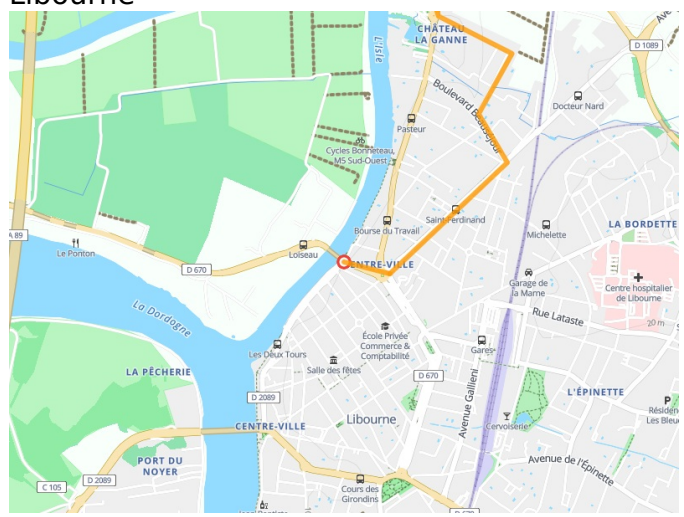 Libourne
CHÂTEAU
LA GANNE
L'Isle
D 1089
Boulevard Beauséjour
Docteur Nard
Pasteur
Cycles Bonneteau,
M5 Sud-Ouest
Saint-Ferdinand
Bourse du Travail
Michelette
LA BORDETTE
A 89
Le Ponton
Loiseau
D 670
CENTRE-VILLE
Garage de
la Marne
Centre hospitalier
de Libourne
La Dordogne
Rue Lataste
20 m
École Privée
Commerce &
Comptabilité
Gares
Les Deux Tours
Salle des fêtes
LA PÊCHERIE
D 670
Avenue Gallieni
L'ÉPINETTE
D 2089
Résiden
Les Bleue
CENTRE-VILLE
Libourne
Cervoiserie
P
PORT DU
NOYER
Avenue de l'Épinette
D 2089
C 105
Cours des
Girondins
D 670